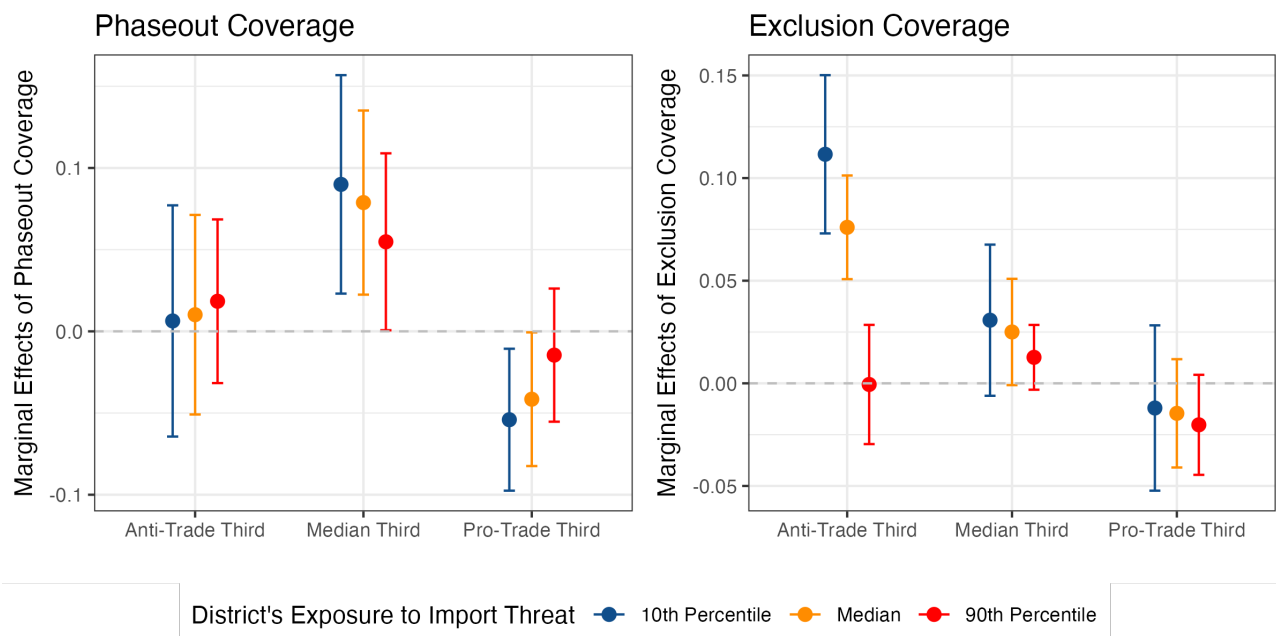 Phaseout Coverage
Marginal Effects of Phaseout Coverage
0.1
0.0
-0.1
Anti-Trade Third Median Third Pro-Trade Third
Exclusion Coverage
Marginal Effects of Exclusion Coverage
0.15
0.10
0.05
0.00
-0.05
Anti-Trade Third Median Third Pro-Trade Third
District's Exposure to Import Threat 10th Percentile Median 90th Percentile